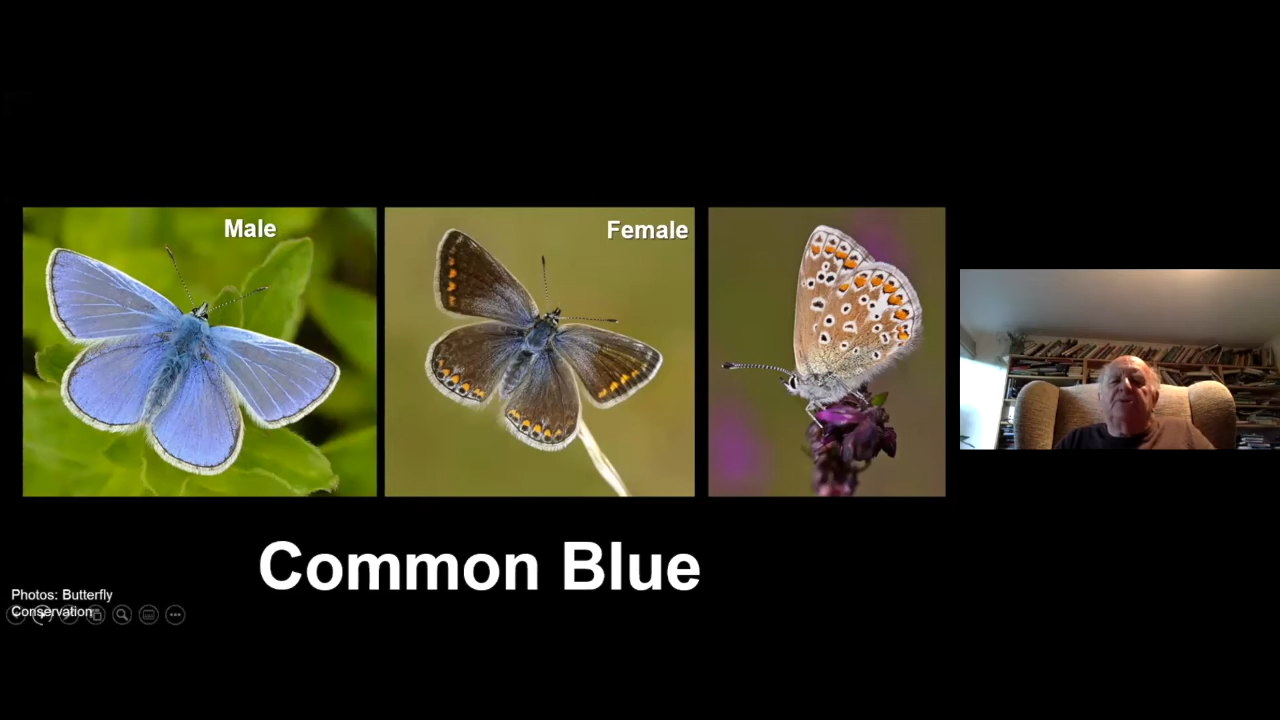 Male
Female
Common Blue
Photos: Butterfly
Conservation